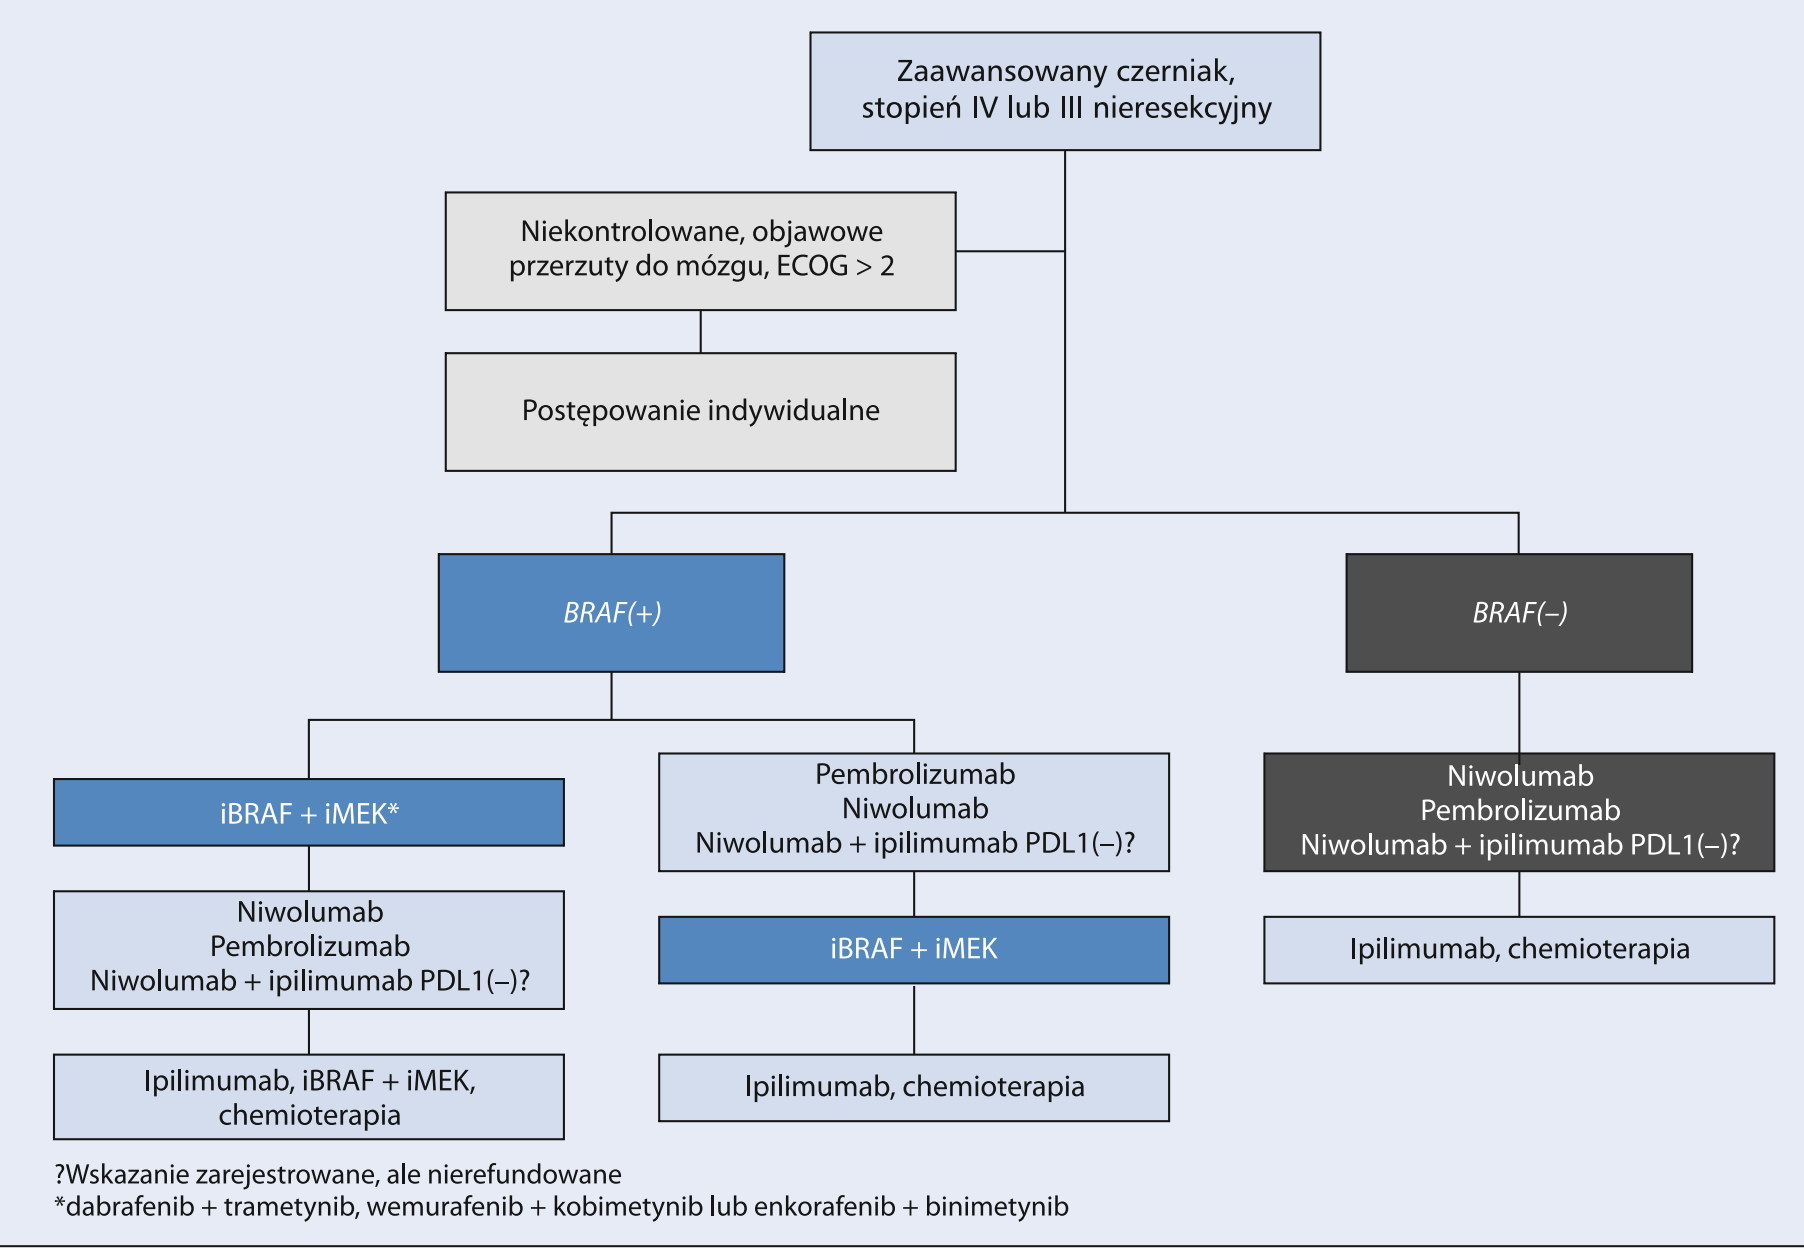 Zaawansowany czerniak,
stopień IV lub III nieresekcyjny
Niekontrolowane, objawowe
przerzuty do mózgu, ECOG > 2
Postępowanie indywidualne
BRAF(+)
BRAF(–)
iBRAF + iMEK*
Niwolumab
Pembrolizumab
Niwolumab + ipilimumab PDL1(–)?
Ipilimumab, iBRAF + iMEK,
chemioterapia
Pembrolizumab
Niwolumab
Niwolumab + ipilimumab PDL1(–)?
iBRAF + iMEK
Ipilimumab, chemioterapia
Niwolumab
Pembrolizumab
Niwolumab + ipilimumab PDL1(–)?
Ipilimumab, chemioterapia
?Wskazanie zarejestrowane, ale nierefundowane
*dabrafenib + trametynib, wemurafenib + kobimetynib lub enkorafenib + binimetynib